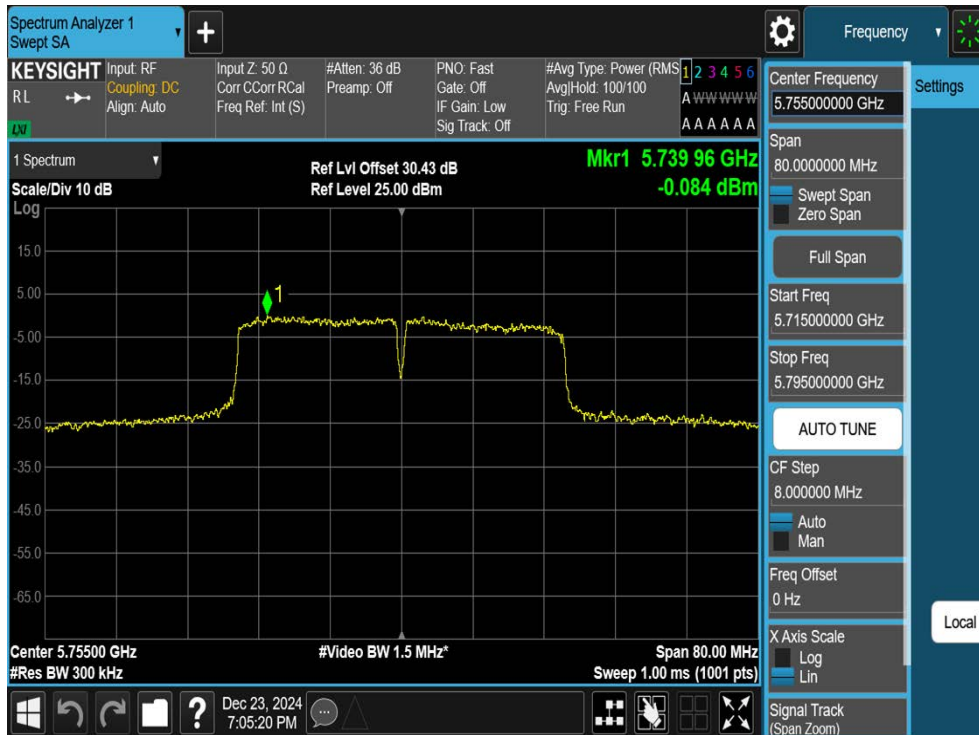 Spectrum Analyzer 1
Swept SA
+
Frequency
KEYSIGHT
RL
LXI
Input: RF
Coupling: DC
Align: Auto
Input Z: 50 Ω
Corr CCorr RCal
Freq Ref: Int (S)
#Atten: 36 dB
Preamp: Off
PNO: Fast
Gate: Off
IF Gain: Low
Sig Track: Off
#Avg Type: Power (RMS
Avg|Hold: 100/100
Trig: Free Run
1 2 3 4 5 6
A W W W W W
A A A A A A
1 Spectrum
Scale/Div 10 dB
Log
Ref Lvl Offset 30.43 dB
Ref Level 25.00 dBm
Mkr1 5.739 96 GHz
-0.084 dBm
15.0
5.00
-5.00
-15.0
-25.0
-35.0
-45.0
-55.0
-65.0
1
Center 5.75500 GHz
#Res BW 300 kHz
#Video BW 1.5 MHz*
Span 80.00 MHz
Sweep 1.00 ms (1001 pts)
?
Dec 23, 2024
7:05:20 PM
Center Frequency
5.755000000 GHz
Span
80.0000000 MHz
Swept Span
Zero Span
Full Span
Start Freq
5.715000000 GHz
Stop Freq
5.795000000 GHz
AUTO TUNE
CF Step
8.000000 MHz
Auto
Man
Freq Offset
0 Hz
X Axis Scale
Log
Lin
Signal Track
(Span Zoom)
Settings
Local